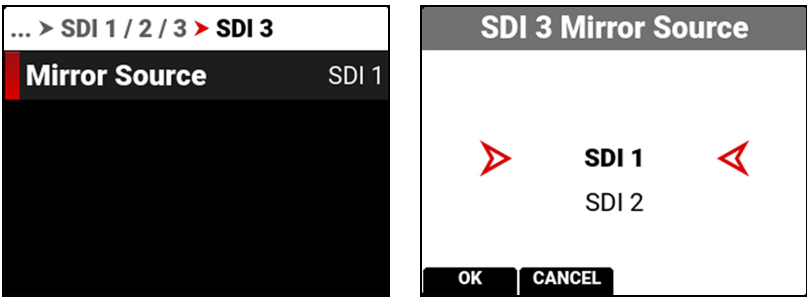 ... > SDI 1 / 2 / 3 > SDI 3
Mirror Source SDI 1
SDI 3 Mirror Source
SDI 1
SDI 2
OK CANCEL